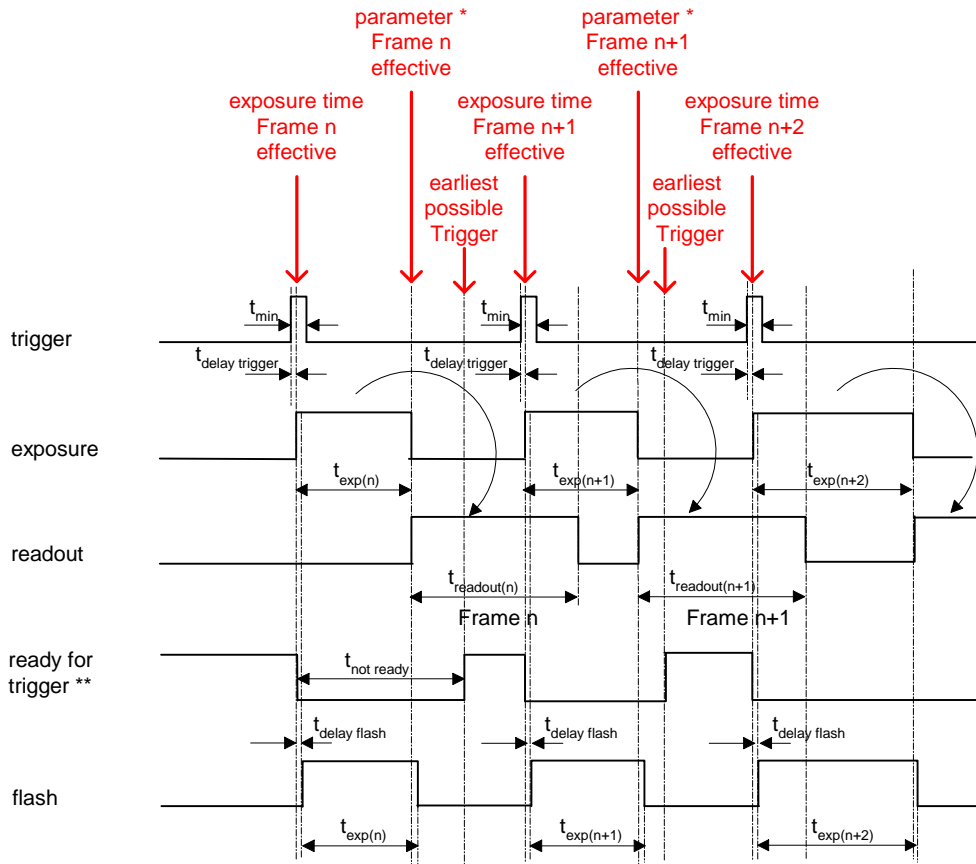 parameter *
Frame n
effective
parameter *
Frame n+1
effective
exposure time
Frame n
effective
exposure time
Frame n+1
effective
exposure time
Frame n+2
effective
earliest
possible
Trigger
earliest
possible
Trigger
trigger
tmin
tmin
tmin
tdelay trigger
tdelay trigger
tdelay trigger
exposure
texp(n)
texp(n+1)
texp(n+2)
readout
treadout(n)
treadout(n+1)
Frame n
Frame n+1
ready for
trigger **
tnot ready
tdelay flash
tdelay flash
tdelay flash
flash
texp(n)
texp(n+1)
texp(n+2)